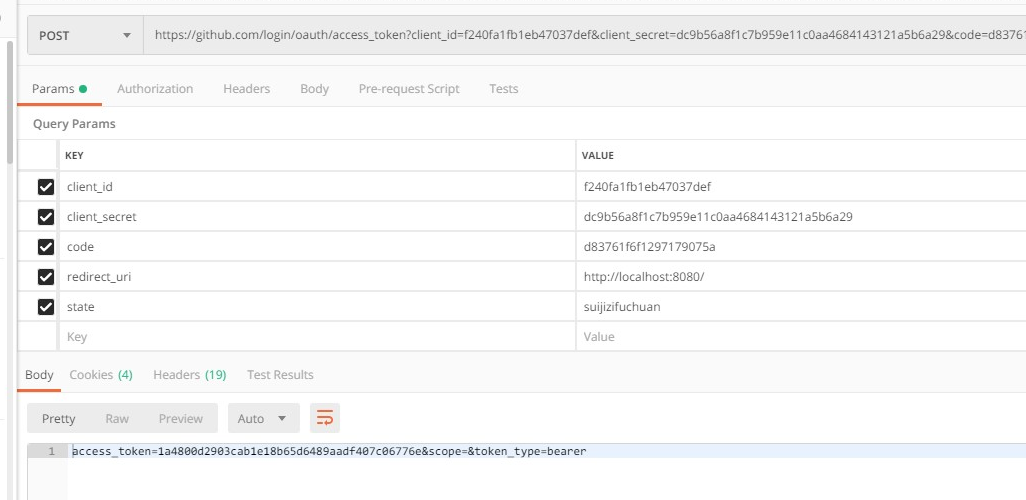 POST https://github.com/login/oauth/access_token?client_id=f240fa1fb1eb47037def&client_secret=dc9b56a8f1c7b959e11c0aa4684143121a5b6a29&code=d83761
Params Authorization Headers Body Pre-request Script Tests
Query Params
KEY VALUE
client_id f240fa1fb1eb47037def
client_secret dc9b56a8f1c7b959e11c0aa4684143121a5b6a29
code d83761f6f1297179075a
redirect_uri http://localhost:8080/
state suijizifuchuan
Key Value
Body Cookies (4) Headers (19) Test Results
Pretty Raw Preview Auto
1 access_token=1a4800d2903cab1e18b65d6489aadf407c06776e&scope=&token_type=bearer